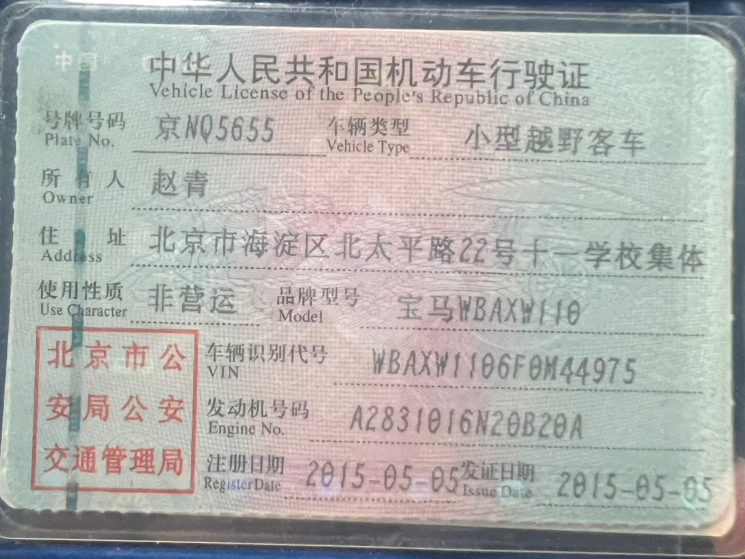 中华人民共和国机动车行驶证
Vehicle License of the People's Republic of China
号牌号码 京NQ5655 车辆类型 小型越野客车
Plate No. Vehicle Type
所有人 赵青
Owner
住址 北京市海淀区北太平路22号十一学校集体
Address
使用性质 非营运 品牌型号 宝马WBAXW110
Use Character Model
北京市公 车辆识别代号 WBAXW1106F0M44975
VIN
安局公安 发动机号码 A2831016N20B20A
Engine No.
交通管理局 注册日期 2015-05-05 发证日期 2015-05-05
Register Date Issue Date